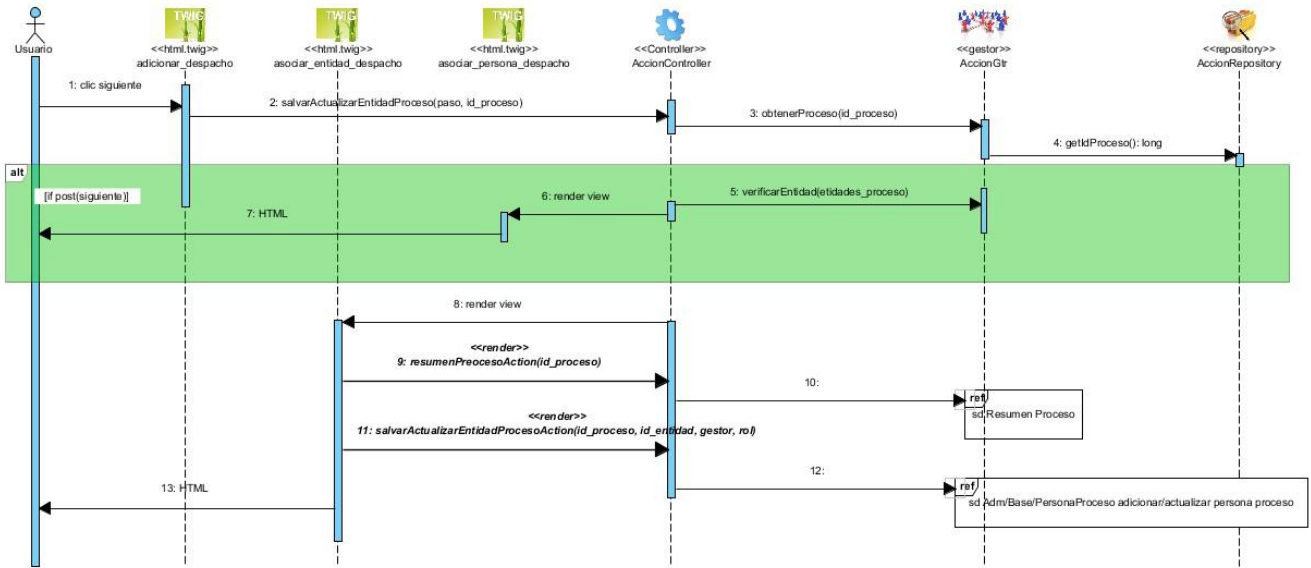 TWIG
TWIG
TWIG
Usuario
<<html.twig>>
adicionar_despacho
<<html.twig>>
asociar_entidad_despacho
<<html.twig>>
asociar_persona_despacho
<<Controller>>
AccionController
<<gestor>>
AccionGtr
<<repository>>
AccionRepository
1: clic siguiente
2: salvarActualizarEntidadProceso(paso, id_proceso)
3: obtenerProceso(id_proceso)
4: getIdProceso(): long
alt
[if post(siguiente)]
5: verificarEntidad(etidades_proceso)
6: render view
7: HTML
8: render view
<<render>>
9: resumenPreocesoAction(id_proceso)
10:
ref
sd Resumen Proceso
<<render>>
11: salvarActualizarEntidadProcesoAction(id_proceso, id_entidad, gestor, rol)
12:
ref
sd Adm/Base/PersonaProceso adicionar/actualizar persona proceso
13: HTML